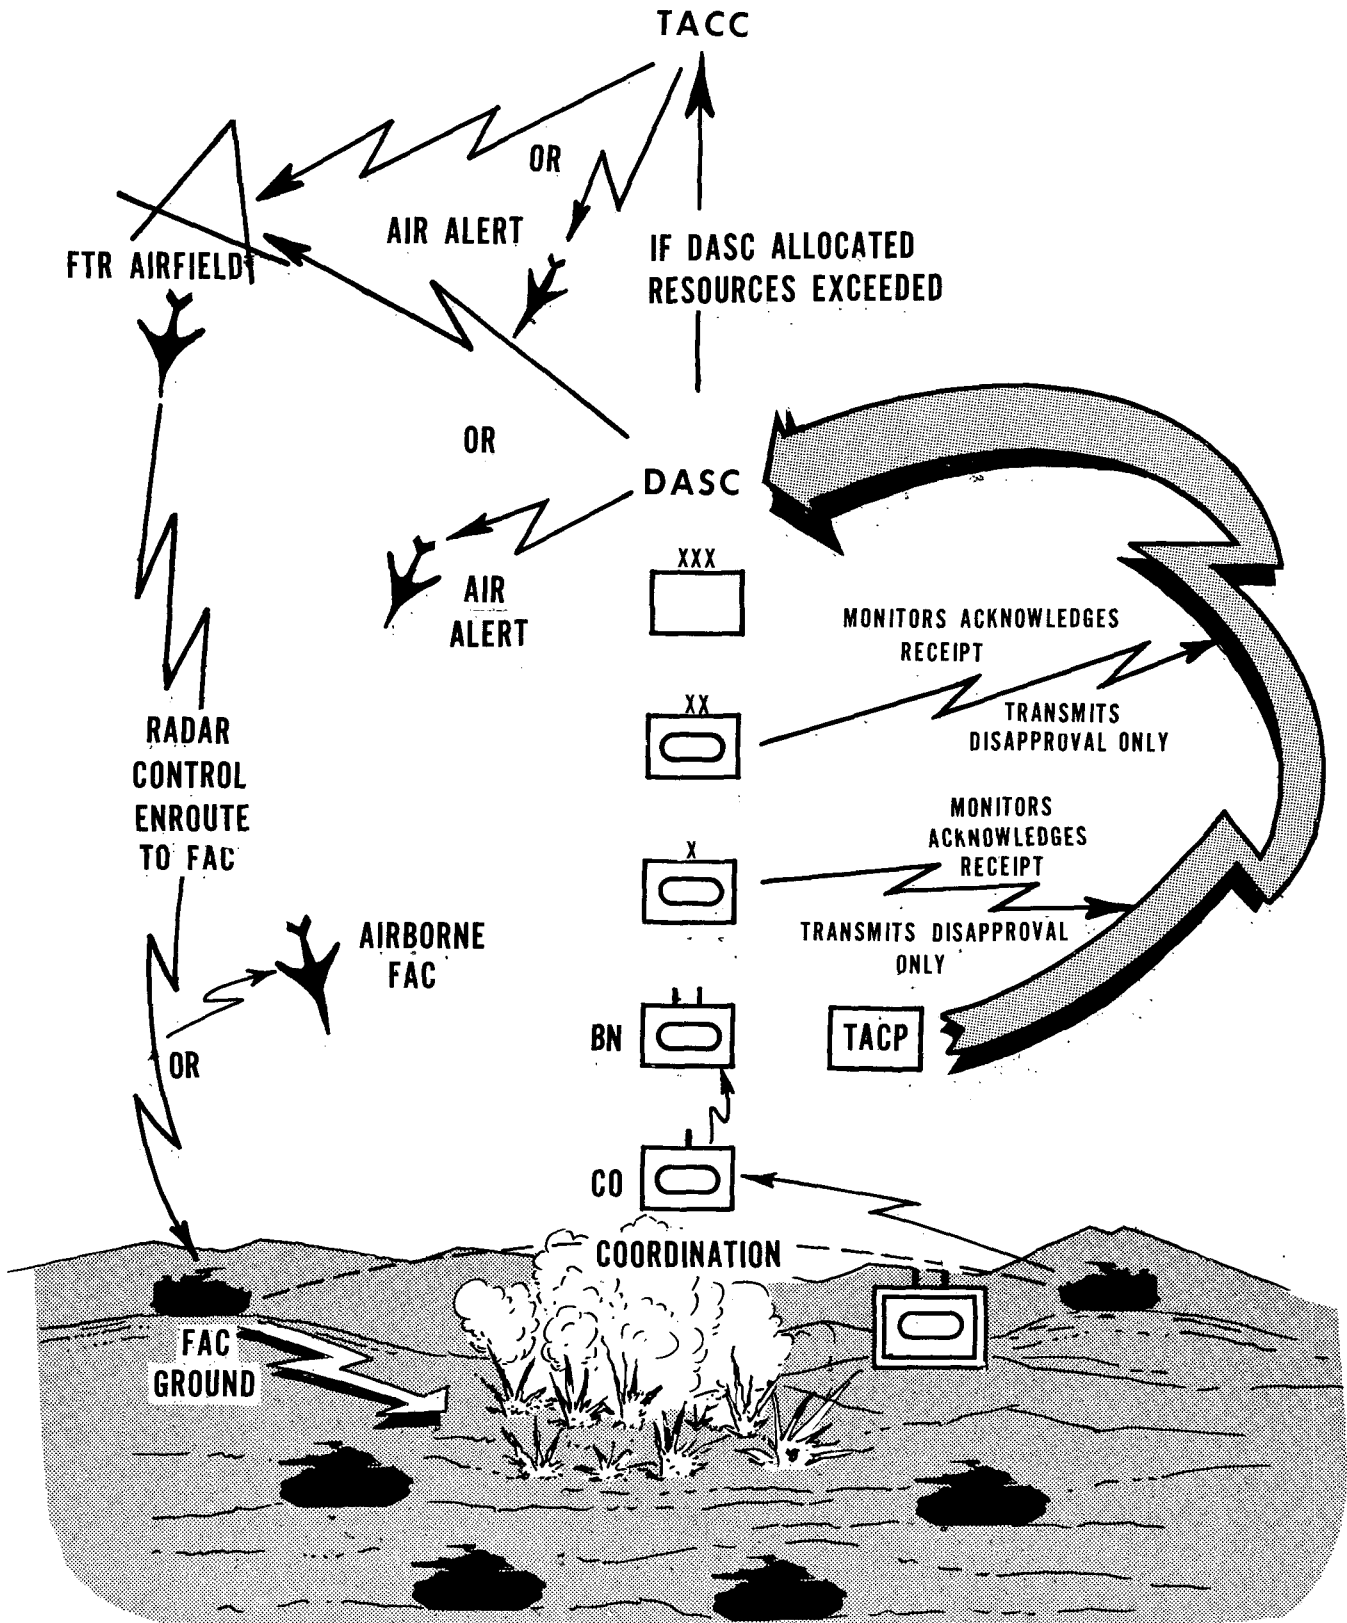 TACC
OR
AIR ALERT
FTR AIRFIELD
IF DASC ALLOCATED
RESOURCES EXCEEDED
OR
DASC
XXX
AIR
ALERT
MONITORS ACKNOWLEDGES
RECEIPT
XX
TRANSMITS
DISAPPROVAL ONLY
RADAR
CONTROL
ENROUTE
TO FAC
MONITORS
ACKNOWLEDGES
RECEIPT
X
TRANSMITS DISAPPROVAL
ONLY
AIRBORNE
FAC
BN
TACP
OR
CO
COORDINATION
FAC
GROUND